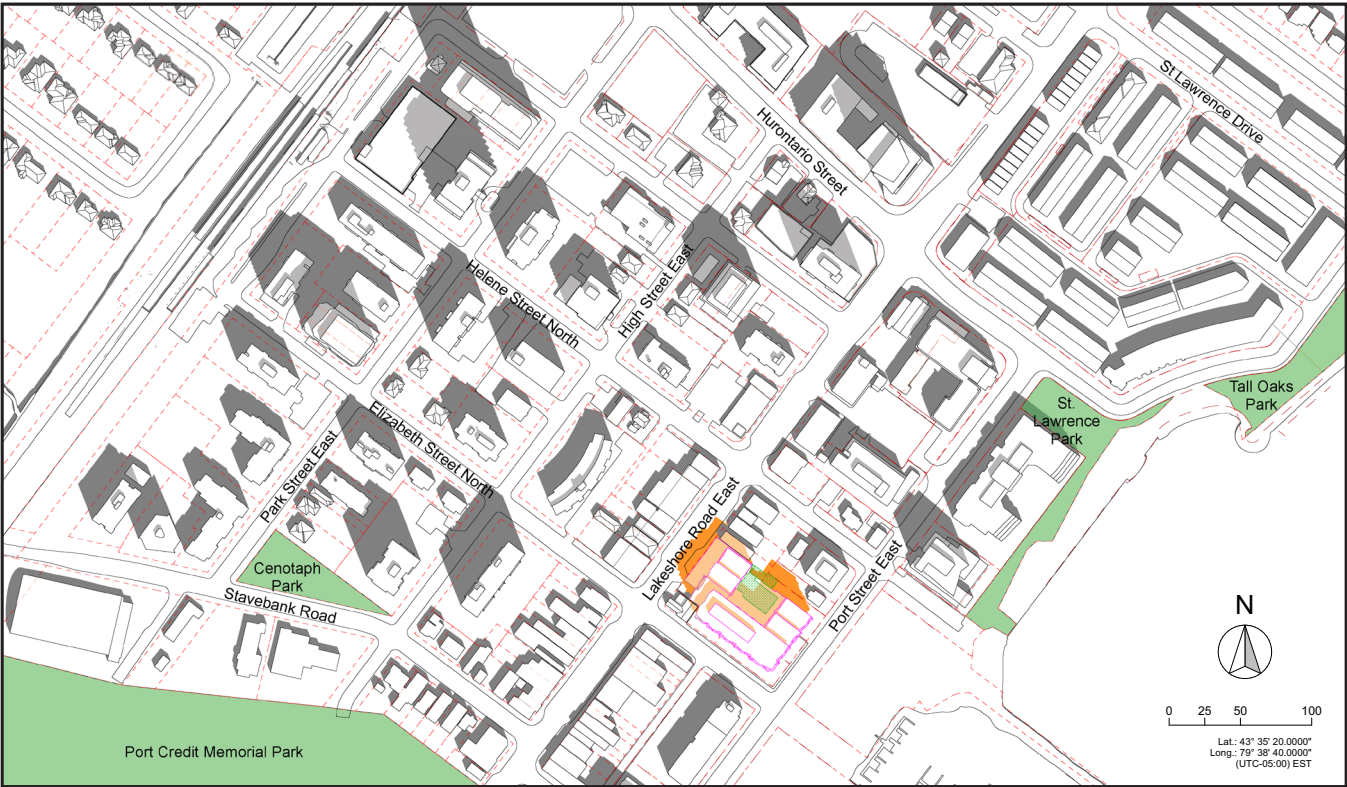 St Lawrence Drive
Hurontario Street
Helene Street North
High Street East
Tall Oaks
Park
St.
Lawrence
Park
Elizabeth Street North
Park Street East
Lakeshore Road East
Port Street East
Cenotaph
Park
Stavebank Road
N
0 25 50 100
Lat.: 43° 35' 20.0000"
Long.: 79° 38' 40.0000"
(UTC-05:00) EST
Port Credit Memorial Park